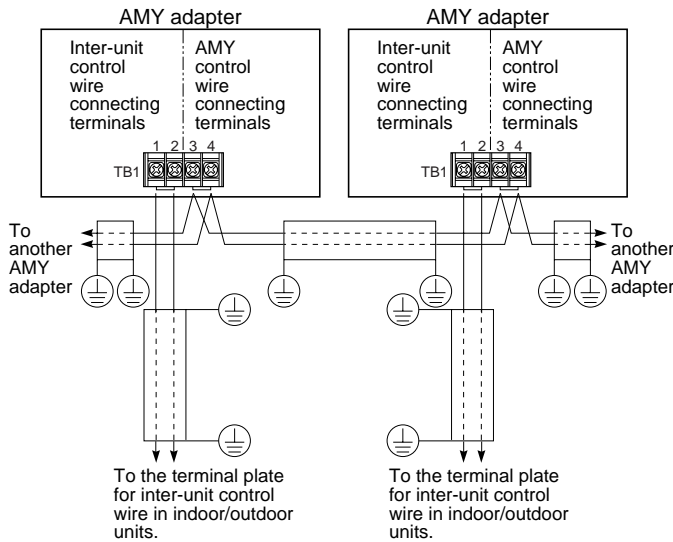 AMY adapter
Inter-unit
control
wire
connecting
terminals
AMY
control
wire
connecting
terminals
1 2 3 4
TB1
AMY adapter
Inter-unit
control
wire
connecting
terminals
AMY
control
wire
connecting
terminals
1 2 3 4
TB1
To
another
AMY
adapter
To
another
AMY
adapter
To the terminal plate
for inter-unit control
wire in indoor/outdoor
units.
To the terminal plate
for inter-unit control
wire in indoor/outdoor
units.